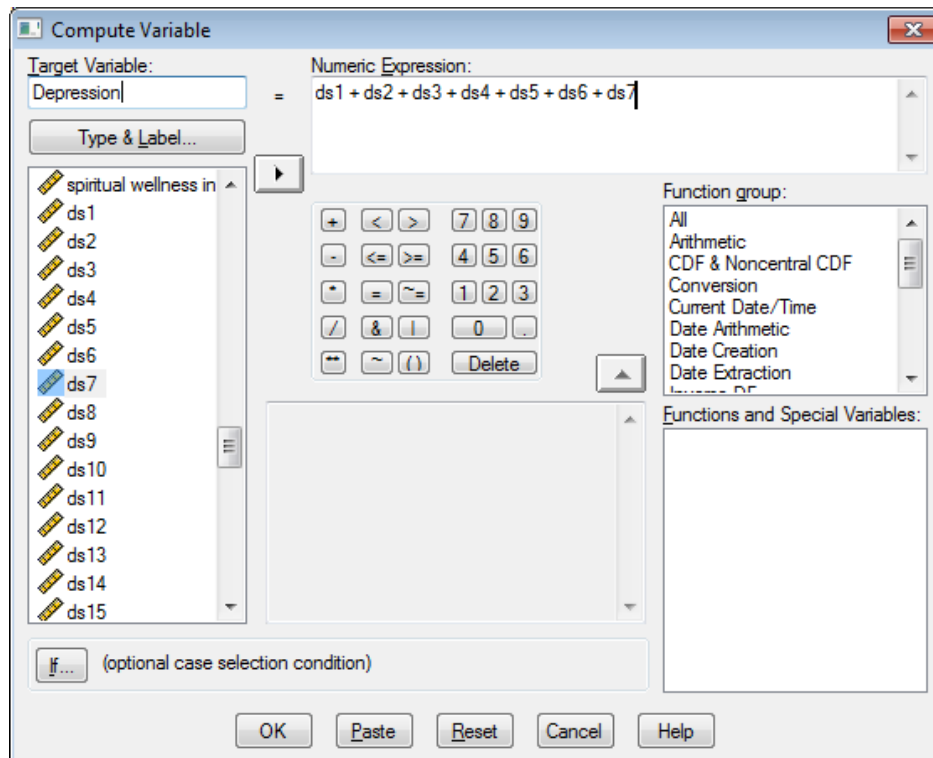 Compute Variable
Target Variable:
Depression
=
Numeric Expression:
ds1 + ds2 + ds3 + ds4 + ds5 + ds6 + ds7
Type & Label...
spiritual wellness in
ds1
ds2
ds3
ds4
ds5
ds6
ds7
ds8
ds9
ds10
ds11
ds12
ds13
ds14
ds15
+ < > 7 8 9
- <= >= 4 5 6
* = ~= 1 2 3
/ & | 0 .
** ~ () Delete
Function group:
All
Arithmetic
CDF & Noncentral CDF
Conversion
Current Date/Time
Date Arithmetic
Date Creation
Date Extraction
Functions and Special Variables:
If... (optional case selection condition)
OK Paste Reset Cancel Help